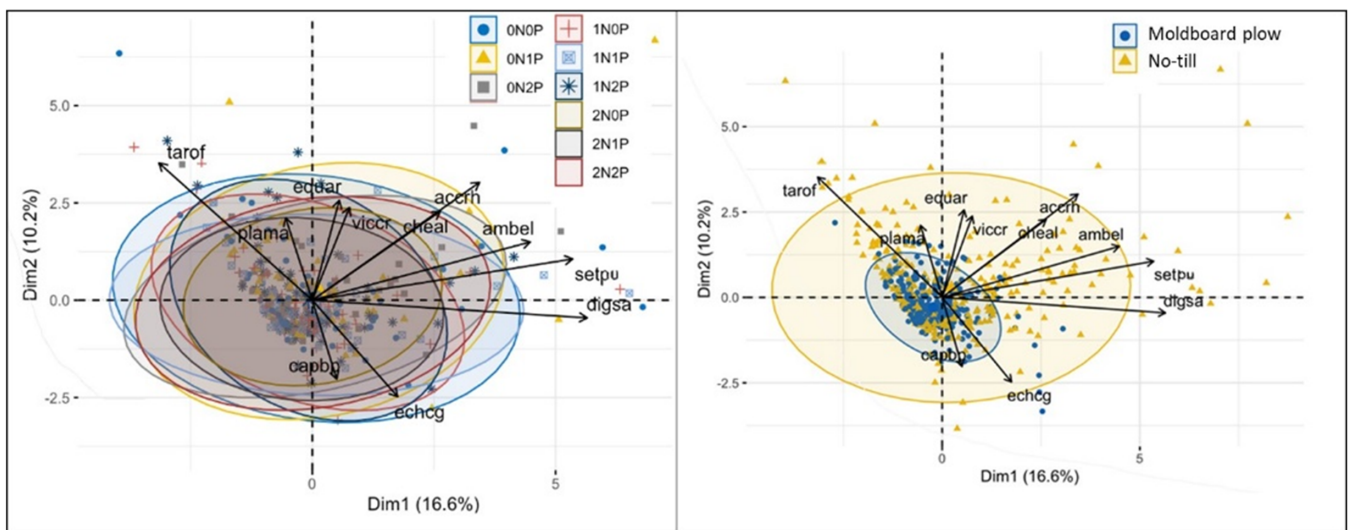 0N0P 1N0P
0N1P 1N1P
0N2P 1N2P
2N0P
2N1P
2N2P
5.0
tarof
2.5
equar
accrh
plama
viccr
cheal
ambel
setpu
0.0
digsa
capbp
-2.5
echcg
0
5
Dim2 (10.2%)
Dim1 (16.6%)
Moldboard plow
No-till
5.0
tarof
2.5
equar
accrh
viccr
cheal
ambel
plama
setpu
0.0
digsa
capbp
-2.5
echcg
0
5
Dim2 (10.2%)
Dim1 (16.6%)